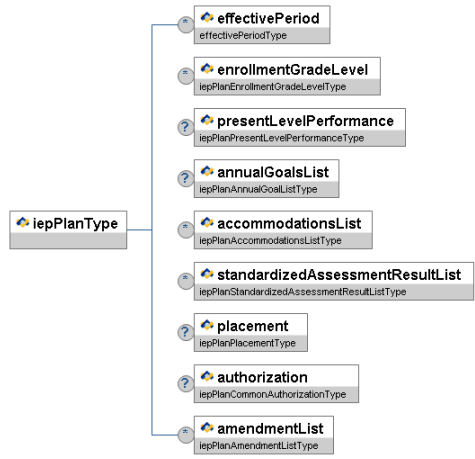 effectivePeriod
effectivePeriodType
* enrollmentGradeLevel
iepPlanEnrollmentGradeLevelType
? presentLevelPerformance
iepPlanPresentLevelPerformanceType
? annualGoalsList
iepPlanAnnualGoalListType
iepPlanType
* accommodationsList
iepPlanAccommodationsListType
* standardizedAssessmentResultList
iepPlanStandardizedAssessmentResultListType
? placement
iepPlanPlacementType
? authorization
iepPlanCommonAuthorizationType
* amendmentList
iepPlanAmendmentListType